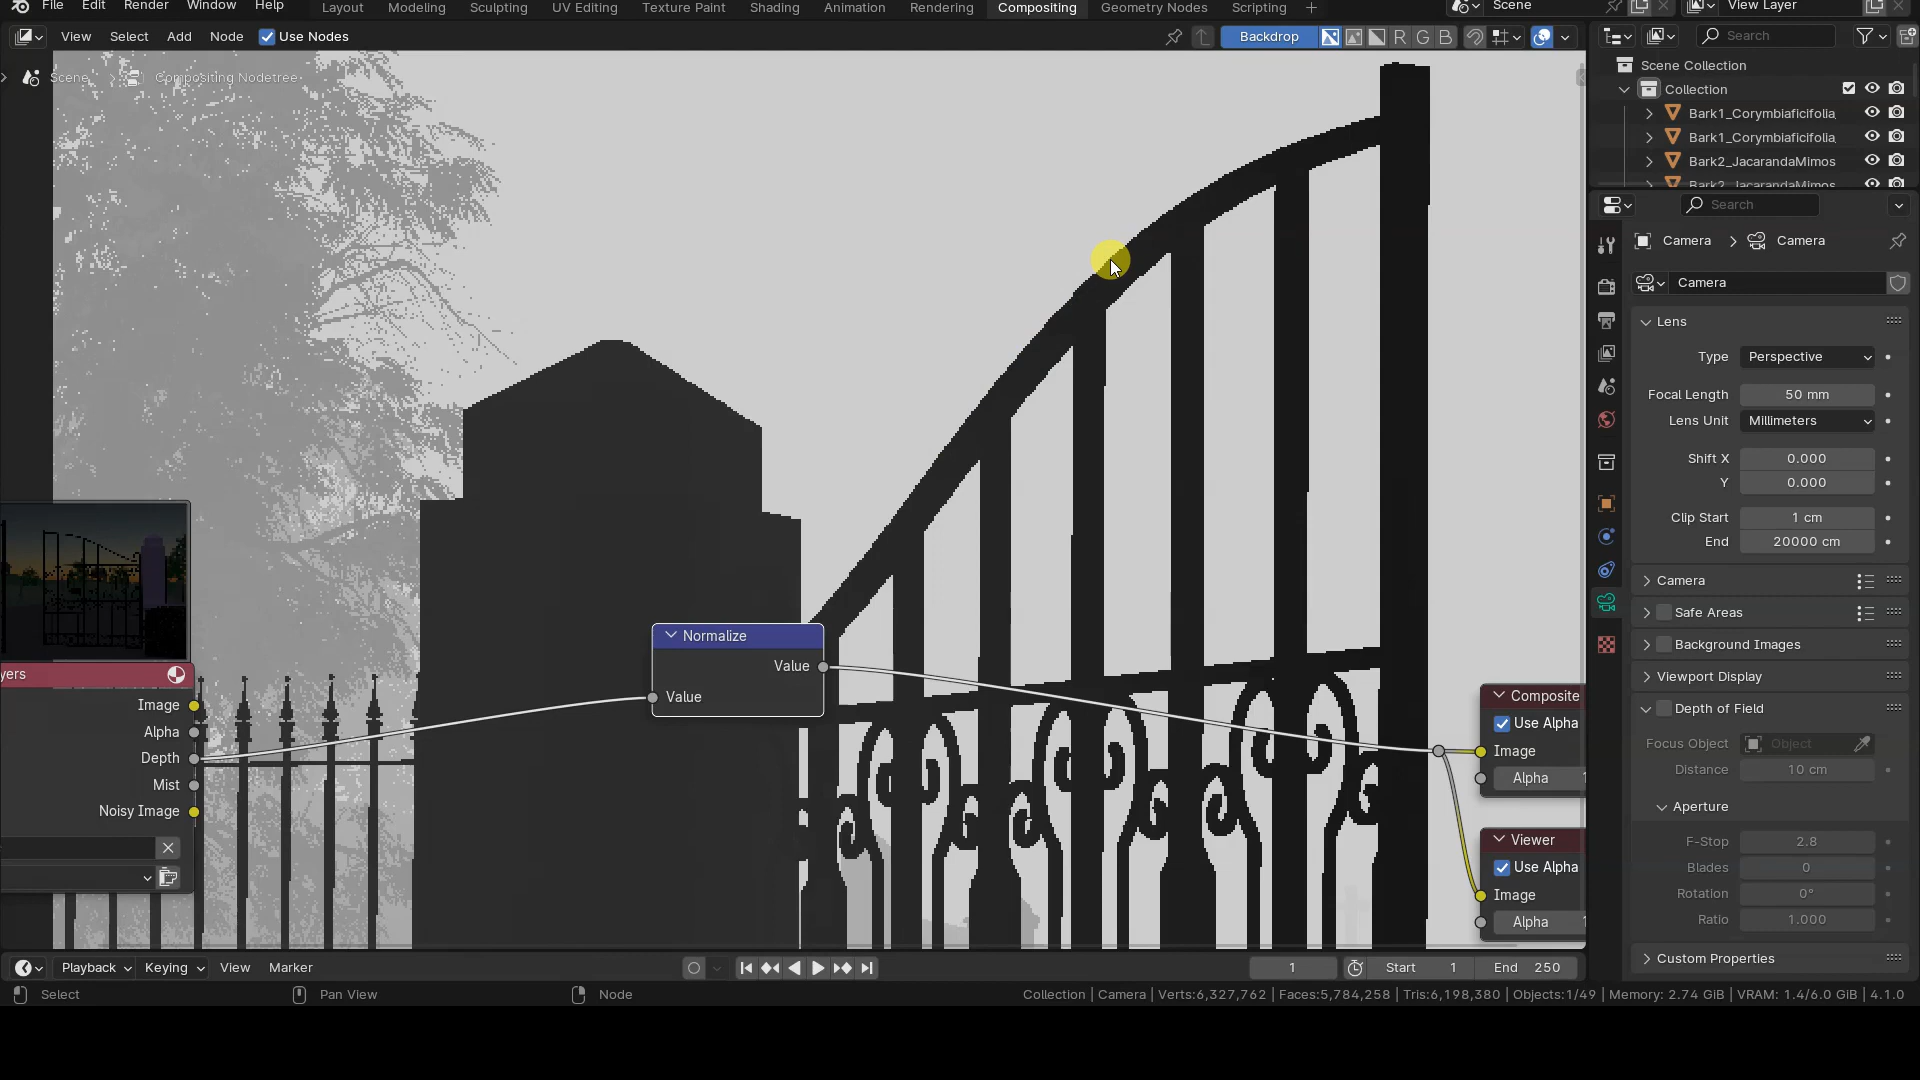 File Edit Render Window Help Layout Modeling Sculpting UV Editing Texture Paint Shading Animation Rendering Compositing Geometry Nodes Scripting + Scene View Layer
View Select Add Node Use Nodes Backdrop R G B Search
Scene Compositing Nodetree
Scene Collection
Collection
Bark1_Corymbiaficifolia
Bark1_Corymbiaficifolia
Bark2_JacarandaMimos
Bark2_JacarandaMimos
Search
Camera Camera
Camera
Lens
Type Perspective
Focal Length 50 mm
Lens Unit Millimeters
Shift X 0.000
Y 0.000
Clip Start 1 cm
End 20000 cm
Camera
Safe Areas
Background Images
Viewport Display
Depth of Field
Focus Object Object
Distance 10 cm
Aperture
F-Stop 2.8
Blades 0
Rotation 0°
Ratio 1.000
Custom Properties
yers
Image
Alpha
Depth
Mist
Noisy Image
Normalize
Value
Value
Composite
Use Alpha
Image
Alpha 1
Viewer
Use Alpha
Image
Alpha 1
Playback Keying View Marker 1 Start 1 End 250
Select Pan View Node Collection | Camera | Verts:6,327,762 | Faces:5,784,258 | Tris:6,198,380 | Objects:1/49 | Memory: 2.74 GiB | VRAM: 1.4/6.0 GiB | 4.1.0